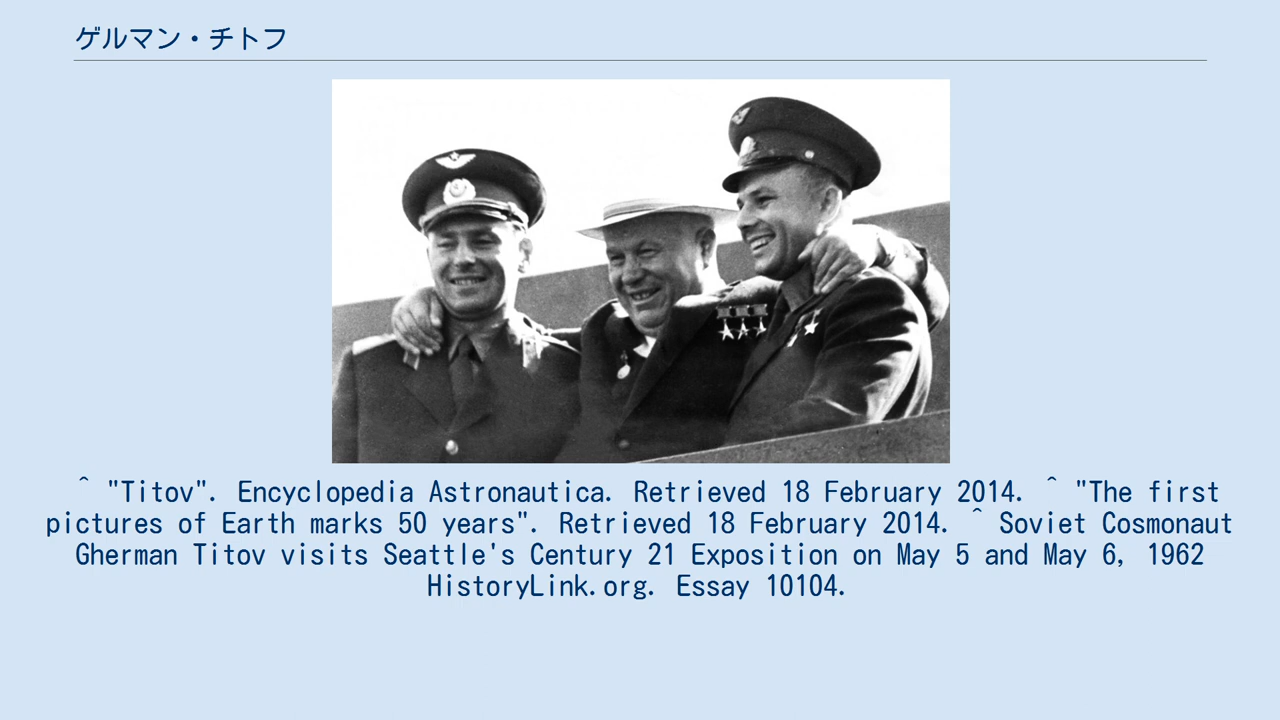 ゲルマン・チトフ
^ "Titov". Encyclopedia Astronautica. Retrieved 18 February 2014. ^ "The first
pictures of Earth marks 50 years". Retrieved 18 February 2014. ^ Soviet Cosmonaut
Gherman Titov visits Seattle's Century 21 Exposition on May 5 and May 6, 1962
HistoryLink.org. Essay 10104.